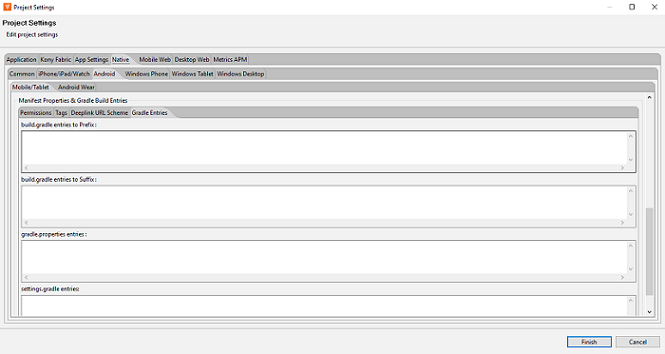 Project Settings
Project Settings
Edit project settings
Application Kony Fabric App Settings Native Mobile Web Desktop Web Metrics APM
Common iPhone/iPad/Watch Android Windows Phone Windows Tablet Windows Desktop
Mobile/Tablet Android Wear
Manifest Properties & Gradle Build Entries
Permissions Tags Deeplink URL Scheme Gradle Entries
build.gradle entries to Prefix :
build.gradle entries to Suffix :
gradle.properties entries :
settings.gradle entries:
Finish Cancel